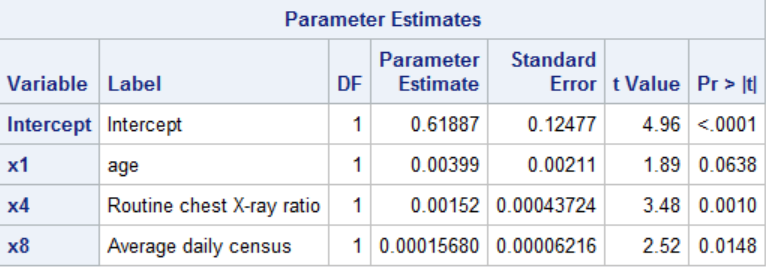 Parameter Estimates
Variable Label DF Parameter Estimate Standard Error t Value Pr > |t|
Intercept Intercept 1 0.61887 0.12477 4.96 <.0001
x1 age 1 0.00399 0.00211 1.89 0.0638
x4 Routine chest X-ray ratio 1 0.00152 0.00043724 3.48 0.0010
x8 Average daily census 1 0.00015680 0.00006216 2.52 0.0148